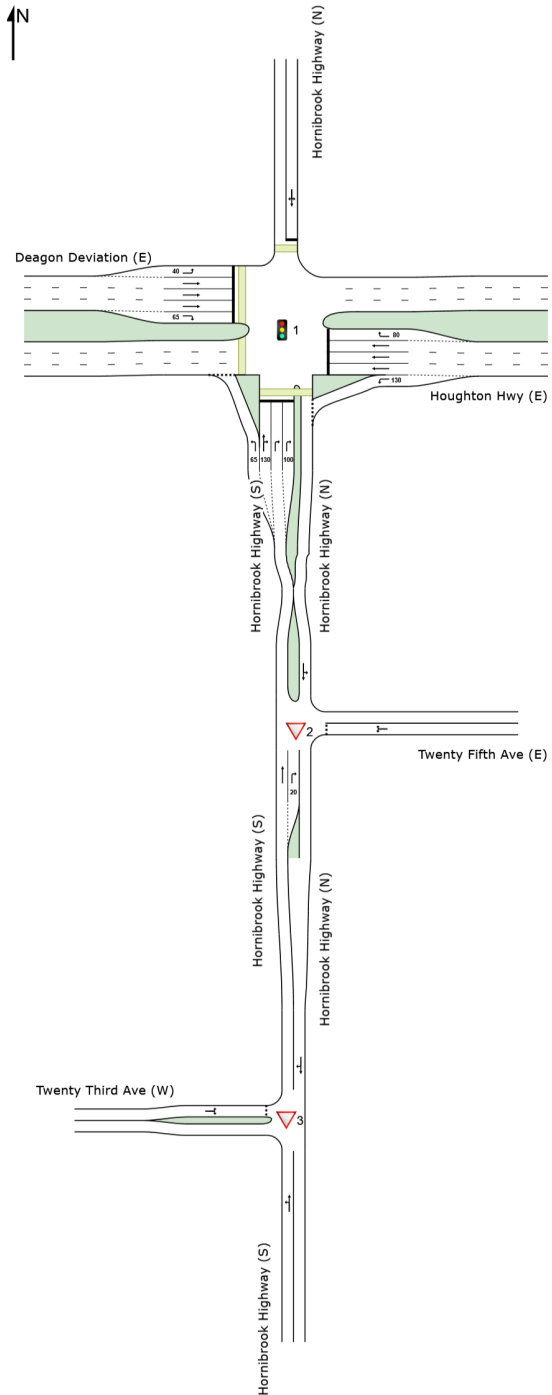 N
Hornibrook Highway (N)
Deagon Deviation (E)
40
65
1
80
130
Houghton Hwy (E)
65
130
100
Hornibrook Highway (S)
Hornibrook Highway (N)
2
Twenty Fifth Ave (E)
20
Hornibrook Highway (S)
Hornibrook Highway (N)
Twenty Third Ave (W)
3
Hornibrook Highway (S)